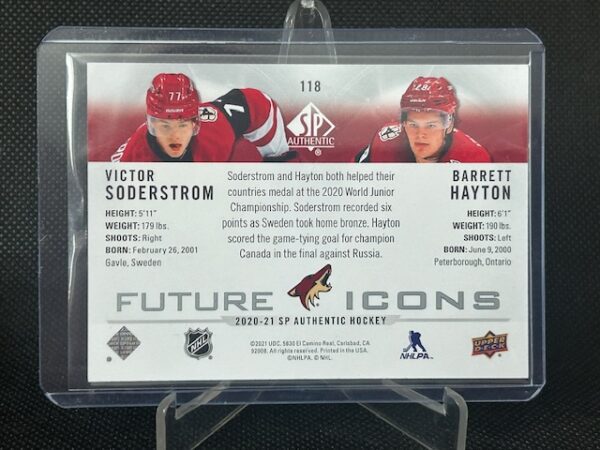 118
77
7
28
SP
AUTHENTIC
VICTOR
SODERSTROM
HEIGHT: 5'11"
WEIGHT: 179 lbs.
SHOOTS: Right
BORN: February 26, 2001
Gavle, Sweden
Soderstrom and Hayton both helped their
countries medal at the 2020 World Junior
Championship. Soderstrom recorded six
points as Sweden took home bronze. Hayton
scored the game-tying goal for champion
Canada in the final against Russia.
BARRETT
HAYTON
HEIGHT: 6'1"
WEIGHT: 190 lbs.
SHOOTS: Left
BORN: June 9, 2000
Peterborough, Ontario
FUTURE ICONS
2020-21 SP AUTHENTIC HOCKEY
©2021 UDC. 5830 El Camino Real, Carlsbad, CA
92008. All rights reserved. Printed in the USA.
©NHLPA. © NHL.
NHL
NHLPA
UPPER
DECK